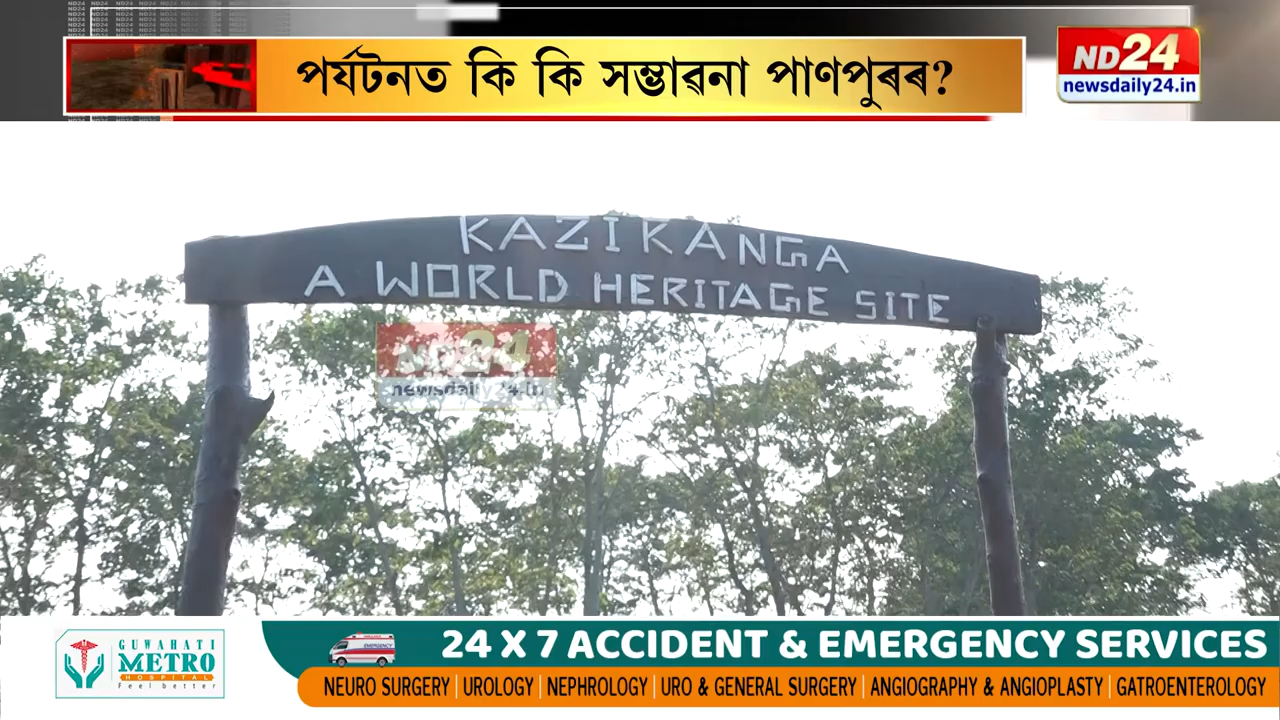 পৰ্যটনত কি কি সম্ভাৱনা পাণপুৰৰ?
ND24
newsdaily24.in
KAZIRANGA
A WORLD HERITAGE SITE
ND24
newsdaily24.in
GUWAHATI
METRO
HOSPITAL
Feel better
EMERGENCY
24 X 7 ACCIDENT & EMERGENCY SERVICES
NEURO SURGERY | UROLOGY | NEPHROLOGY | URO & GENERAL SURGERY | ANGIOGRAPHY & ANGIOPLASTY | GATROENTEROLOGY